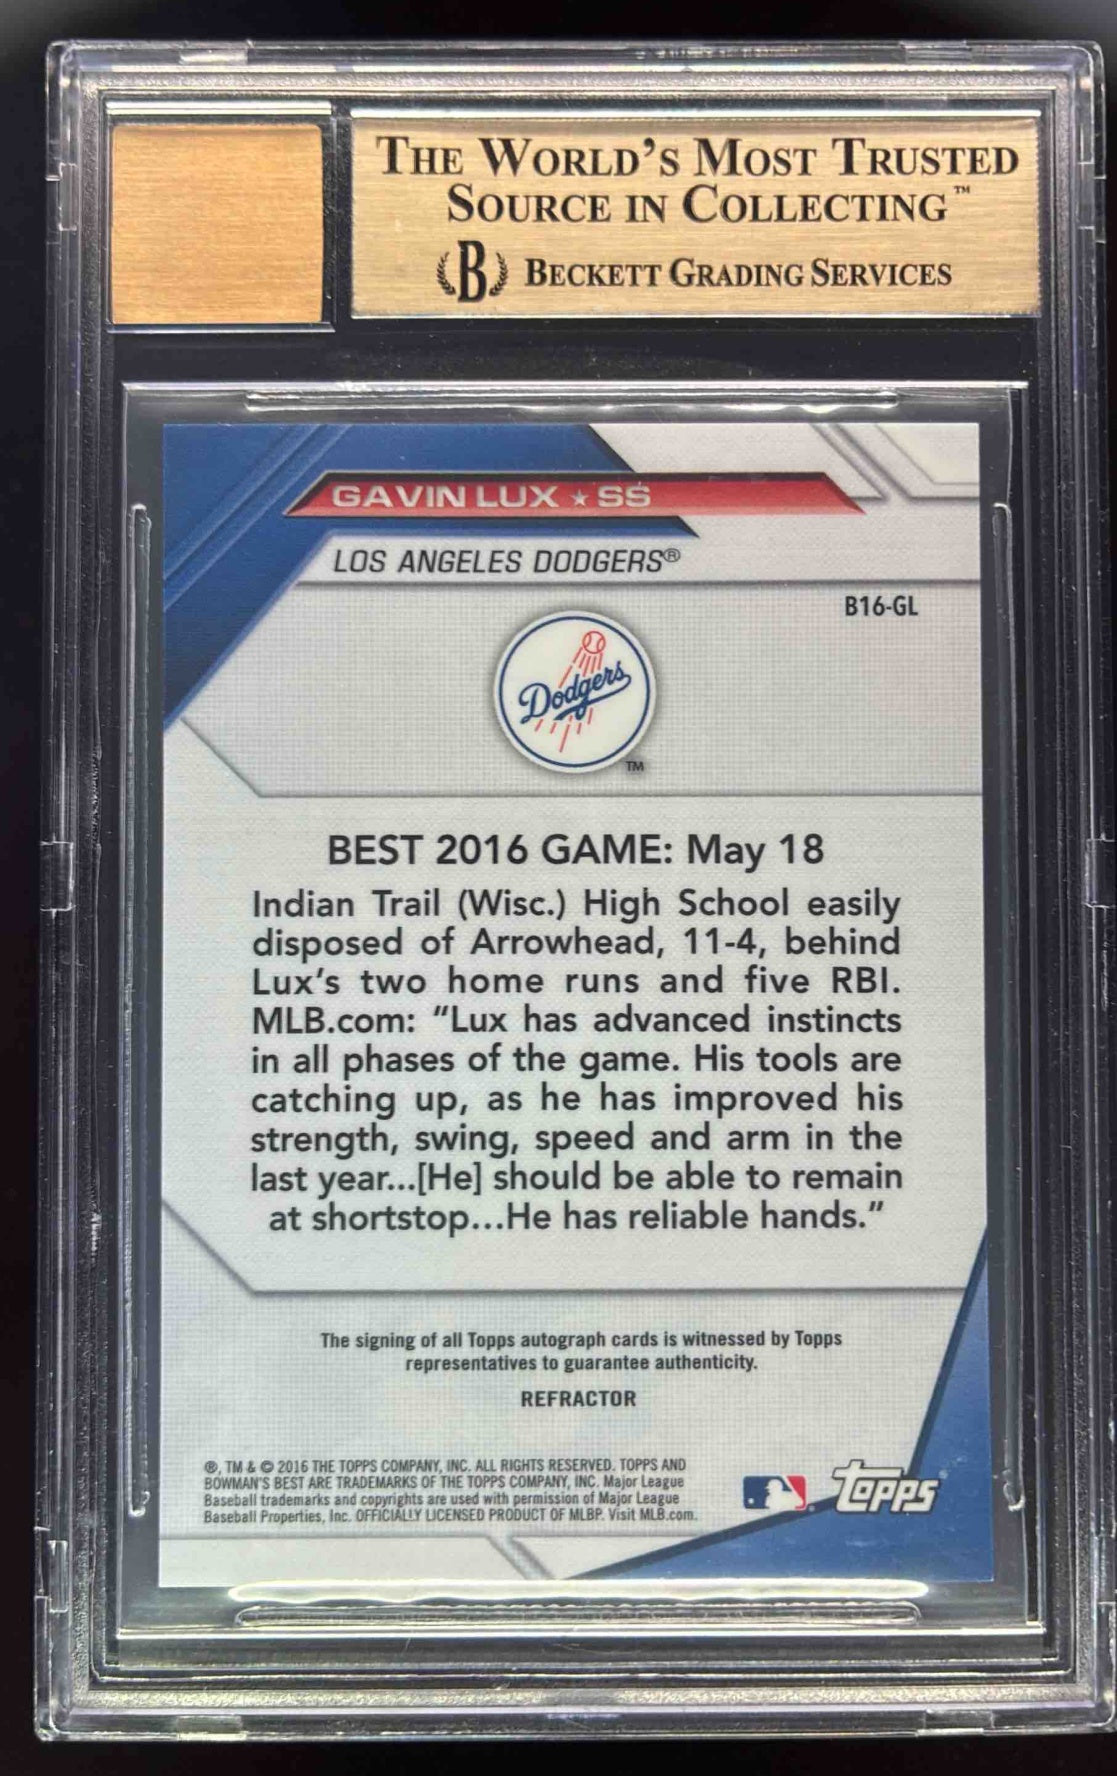 THE WORLD'S MOST TRUSTED
SOURCE IN COLLECTING™
B BECKETT GRADING SERVICES
GAVIN LUX ★ SS
LOS ANGELES DODGERS®
B16-GL
Dodgers
TM
BEST 2016 GAME: May 18
Indian Trail (Wisc.) High School easily
disposed of Arrowhead, 11-4, behind
Lux's two home runs and five RBI.
MLB.com: "Lux has advanced instincts
in all phases of the game. His tools are
catching up, as he has improved his
strength, swing, speed and arm in the
last year...[He] should be able to remain
at shortstop...He has reliable hands."
The signing of all Topps autograph cards is witnessed by Topps
representatives to guarantee authenticity.
REFRACTOR
®, TM & © 2016 THE TOPPS COMPANY, INC. ALL RIGHTS RESERVED. TOPPS AND
BOWMAN'S BEST ARE TRADEMARKS OF THE TOPPS COMPANY, INC. Major League
Baseball trademarks and copyrights are used with permission of Major League
Baseball Properties, Inc. OFFICIALLY LICENSED PRODUCT OF MLBP. Visit MLB.com.
topps